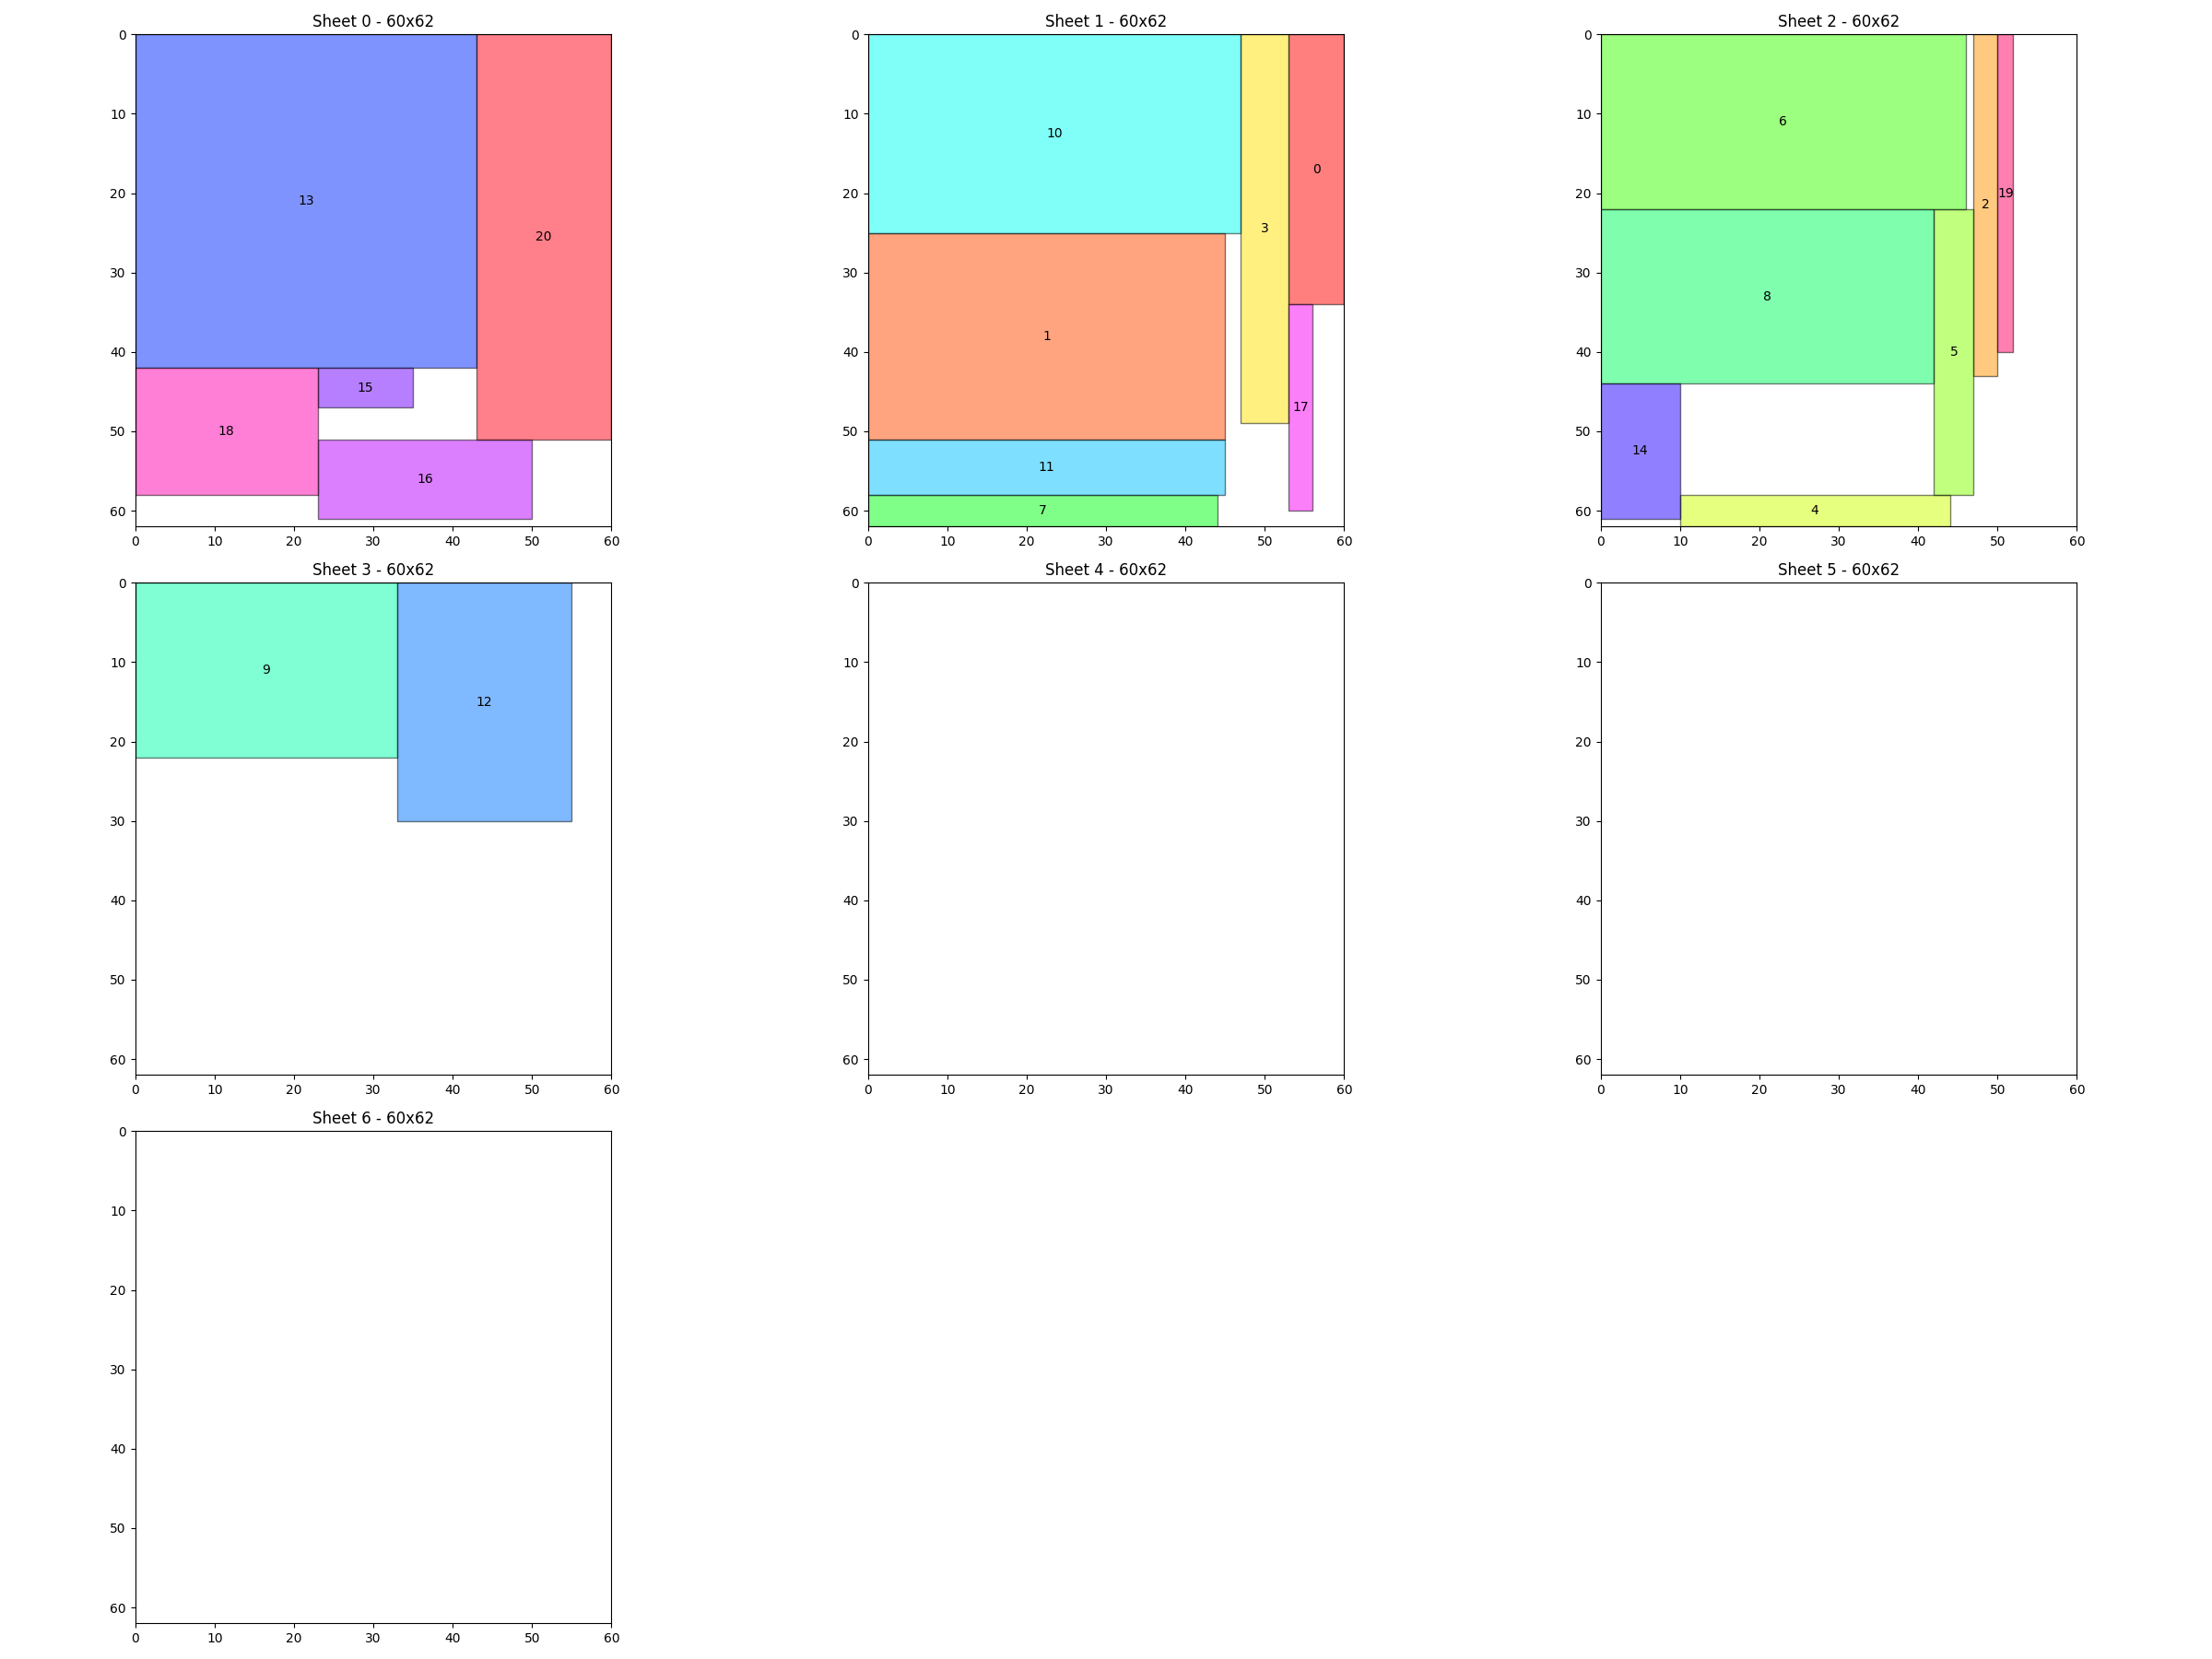 Sheet 0 - 60x62
Sheet 1 - 60x62
Sheet 2 - 60x62
0 13 20 0 10 3 0 0 6 2 19
10 10 10
20 20 20
30 30 30
40 18 15 40 1 17 40 8 5
50 16 50 11 50 14
60 60 7 60 4
0 10 20 30 40 50 60
0 10 20 30 40 50 60
0 10 20 30 40 50 60
Sheet 3 - 60x62
Sheet 4 - 60x62
Sheet 5 - 60x62
0 9 12 0 0
10 10 10
20 20 20
30 30 30
40 40 40
50 50 50
60 60 60
0 10 20 30 40 50 60
0 10 20 30 40 50 60
0 10 20 30 40 50 60
Sheet 6 - 60x62
0
10
20
30
40
50
60
0 10 20 30 40 50 60